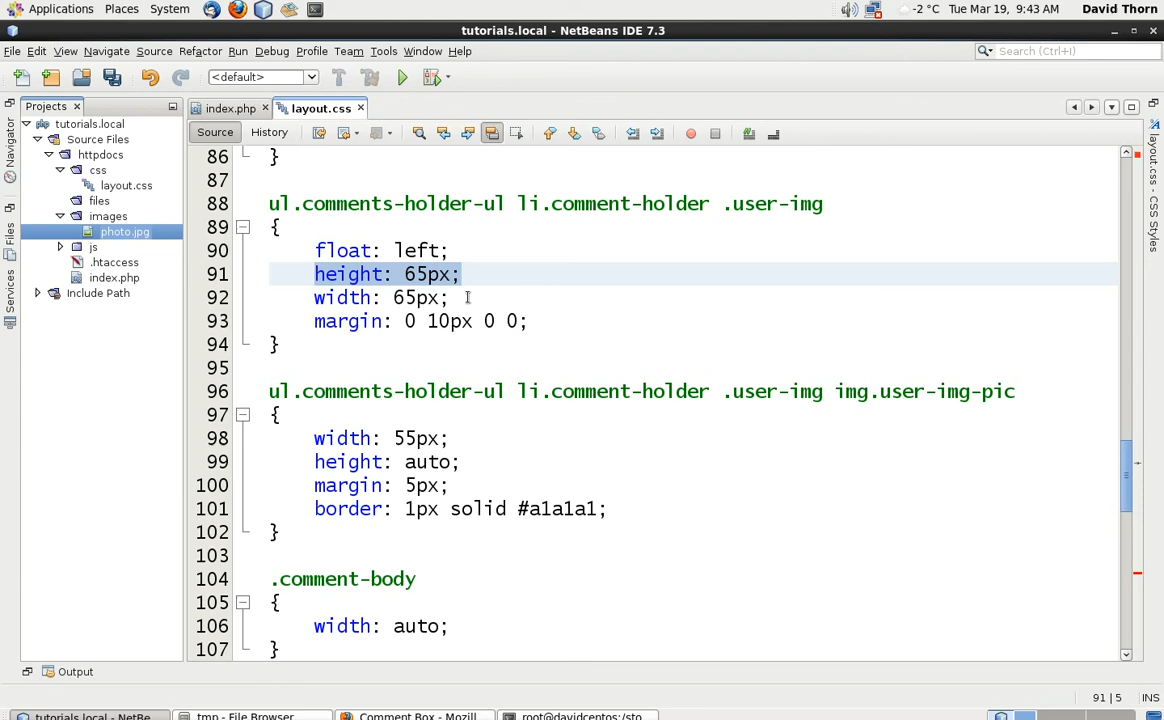 Applications Places System -2 °C Tue Mar 19, 9:43 AM David Thorn
tutorials.local - NetBeans IDE 7.3
File Edit View Navigate Source Refactor Run Debug Profile Team Tools Window Help Search (Ctrl+I)
<default>
Projects index.php layout.css
Source History
Navigator
Files
Services
tutorials.local
Source Files
httpdocs
css
layout.css
files
images
photo.jpg
js
.htaccess
index.php
Include Path
86 }
87
88 ul.comments-holder-ul li.comment-holder .user-img
89 {
90 float: left;
91 height: 65px;
92 width: 65px;
93 margin: 0 10px 0 0;
94 }
95
96 ul.comments-holder-ul li.comment-holder .user-img img.user-img-pic
97 {
98 width: 55px;
99 height: auto;
100 margin: 5px;
101 border: 1px solid #a1a1a1;
102 }
103
104 .comment-body
105 {
106 width: auto;
107 }
layout.css - CSS Styles
Output
91 | 5 INS
tutorials.local - NetBe... tmp - File Browser Comment Box - Mozill... root@davidcentos:/sto...